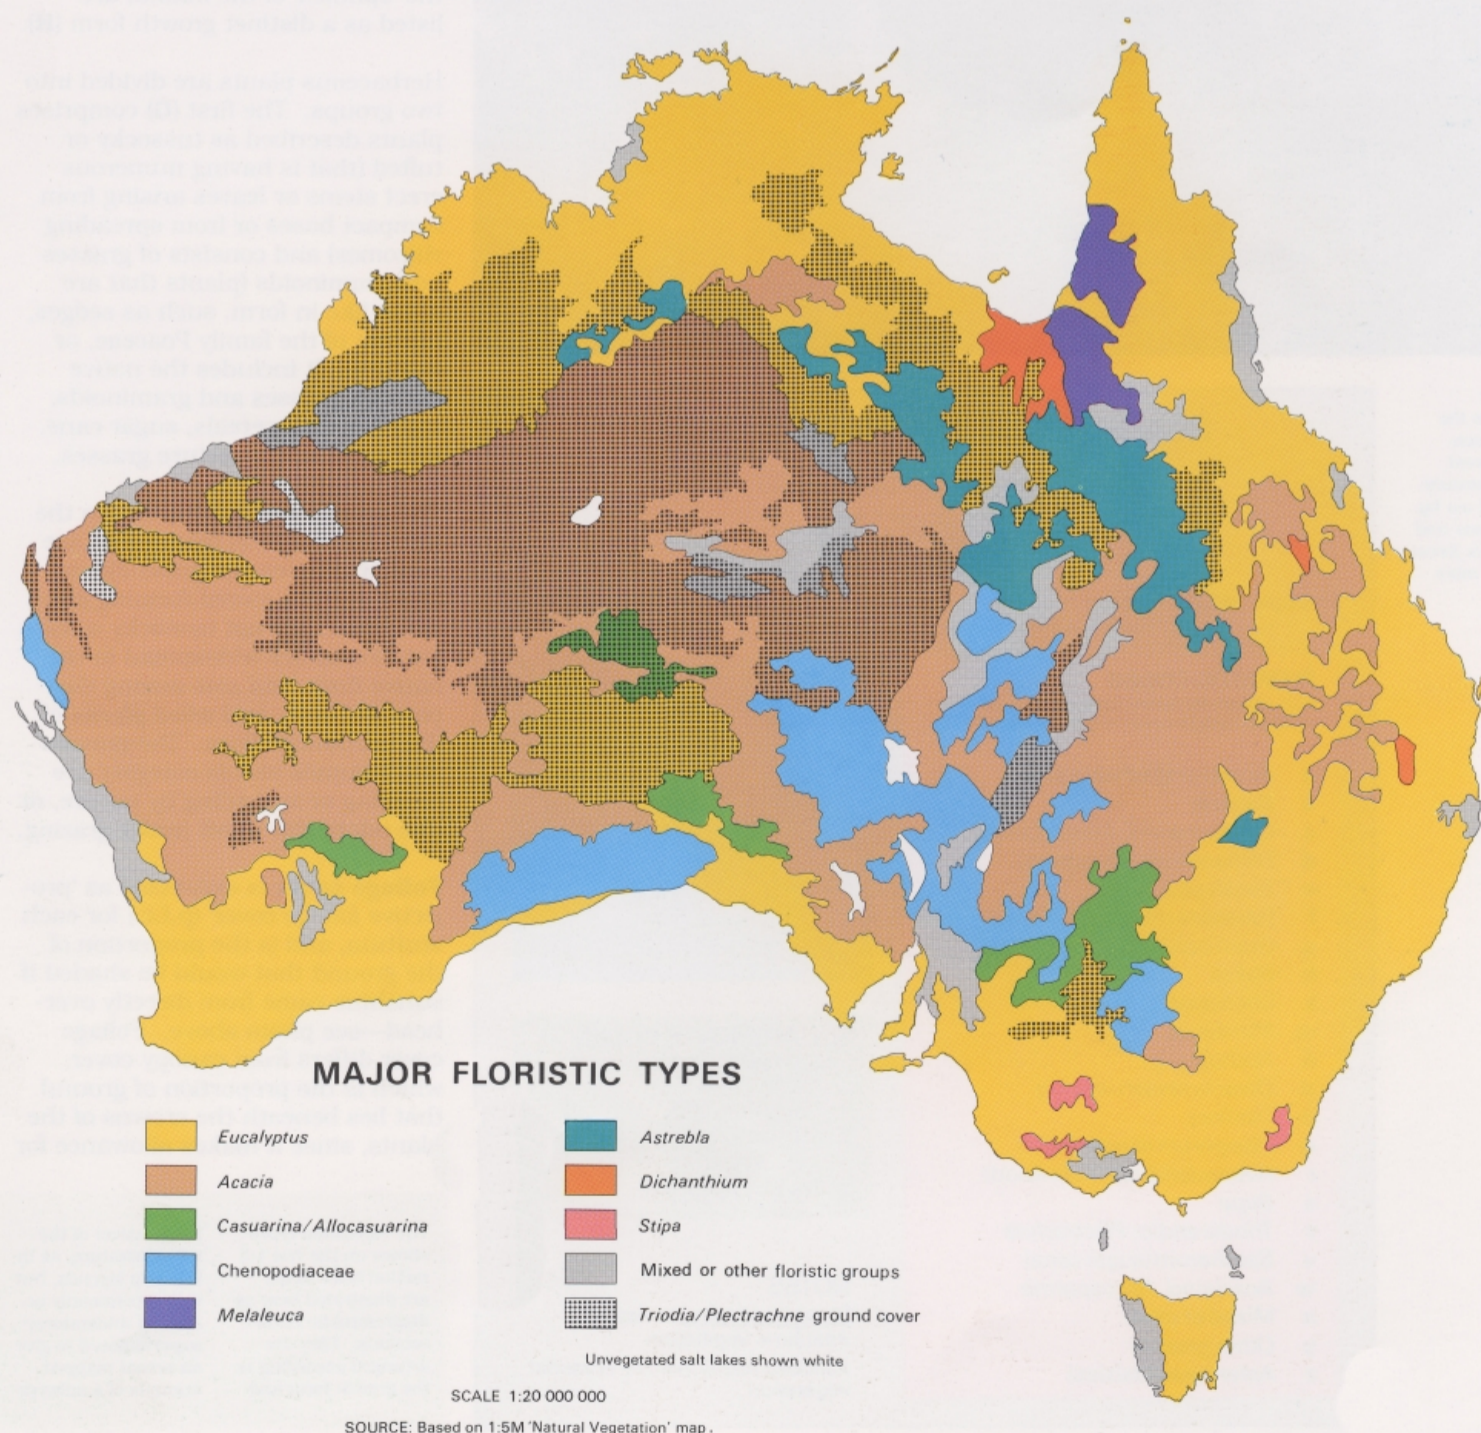 MAJOR FLORISTIC TYPES
Eucalyptus
Acacia
Casuarina/Allocasuarina
Chenopodiaceae
Melaleuca
Astrebla
Dichanthium
Stipa
Mixed or other floristic groups
Triodia/Plectrachne ground cover
Unvegetated salt lakes shown white
SCALE 1:20 000 000
SOURCE: Based on 1:5M 'Natural Vegetation' map.